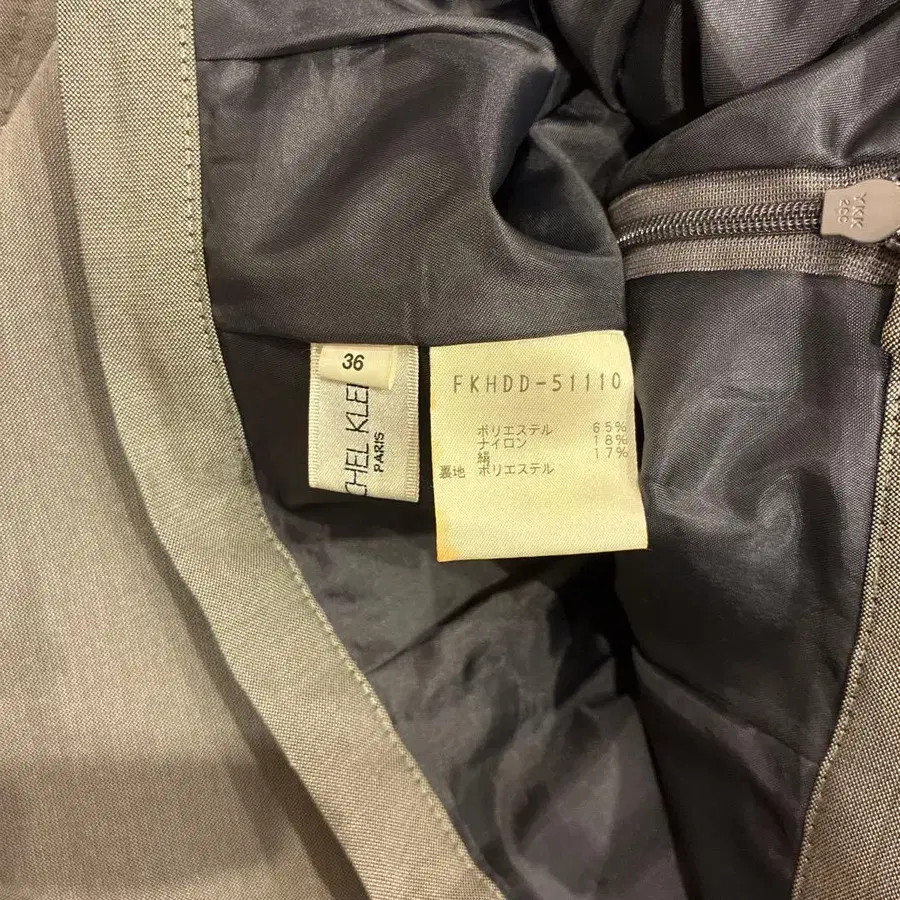 36
CHEL KLEI
PARIS
FKHDD-51110
ポリエステル 65%
ナイロン 18%
絹 17%
裏地 ポリエステル
YKK